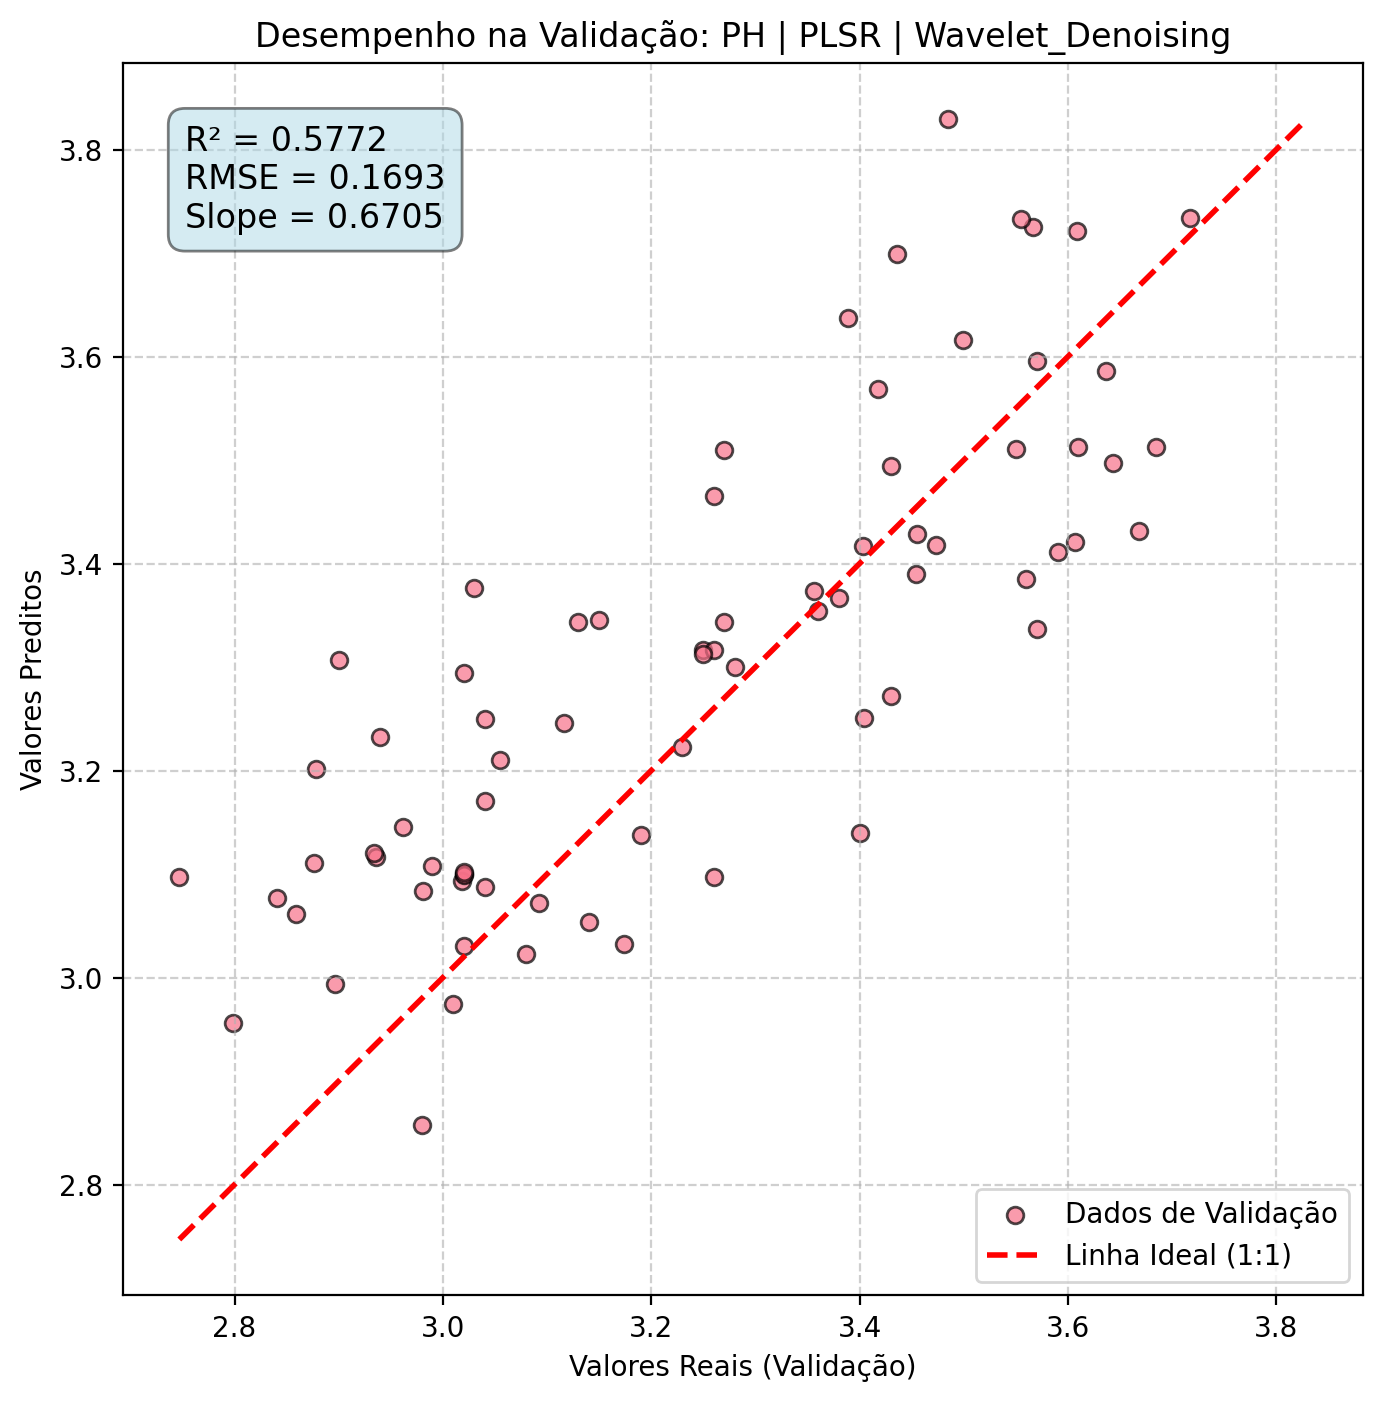 Desempenho na Validação: PH | PLSR | Wavelet_Denoising
R² = 0.5772
RMSE = 0.1693
Slope = 0.6705
3.8
3.6
3.4
3.2
3.0
2.8
Valores Preditos
Dados de Validação
Linha Ideal (1:1)
2.8 3.0 3.2 3.4 3.6 3.8
Valores Reais (Validação)